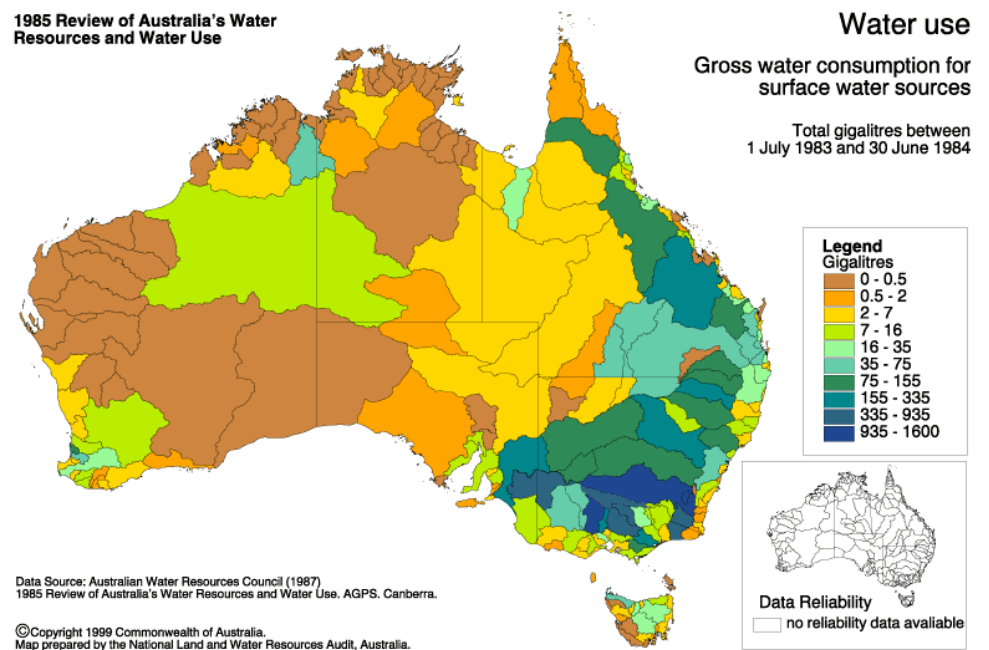 1985 Review of Australia's Water
Resources and Water Use
Water use
Gross water consumption for
surface water sources
Total gigalitres between
1 July 1983 and 30 June 1984
Legend
Gigalitres
0 - 0.5
0.5 - 2
2 - 7
7 - 16
16 - 35
35 - 75
75 - 155
155 - 335
335 - 935
935 - 1600
Data Reliability
no reliability data available
Data Source: Australian Water Resources Council (1987)
1985 Review of Australia's Water Resources and Water Use. AGPS. Canberra.
©Copyright 1999 Commonwealth of Australia.
Map prepared by the National Land and Water Resources Audit, Australia.